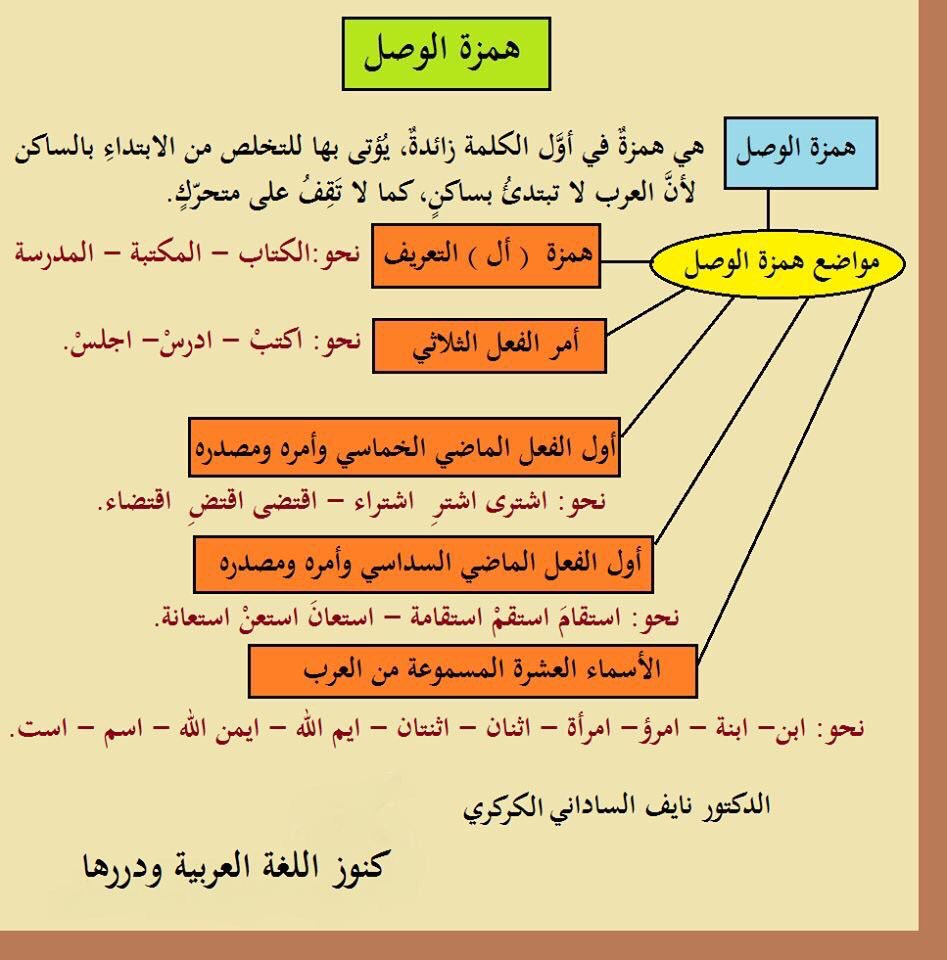 همزة الوصل
همزة الوصل
هي همزةٌ في أوَّل الكلمة زائدةٌ، يُؤتى بها للتخلص من الابتداءِ بالساكن
لأنَّ العرب لا تبتدئُ بساكنٍ، كما لا تَقِفُ على متحرّكٍ.
مواضع همزة الوصل
همزة ( أل ) التعريف نحو:الكتاب – المكتبة – المدرسة
أمر الفعل الثلاثي نحو: اكتبْ – ادرسْ– اجلسْ.
أول الفعل الماضي الخماسي وأمره ومصدره
نحو: اشترى اشترِ اشتراء – اقتضى اقتضِ اقتضاء.
أول الفعل الماضي السداسي وأمره ومصدره
نحو: استقامَ استقمْ استقامة – استعانَ استعنْ استعانة.
الأسماء العشرة المسموعة من العرب
نحو: ابن– ابنة – امرؤ– امرأة – اثنان – اثنتان – ايم الله – ايمن الله – اسم – است.
الدكتور نايف الساداني الكركري
كنوز اللغة العربية ودررها